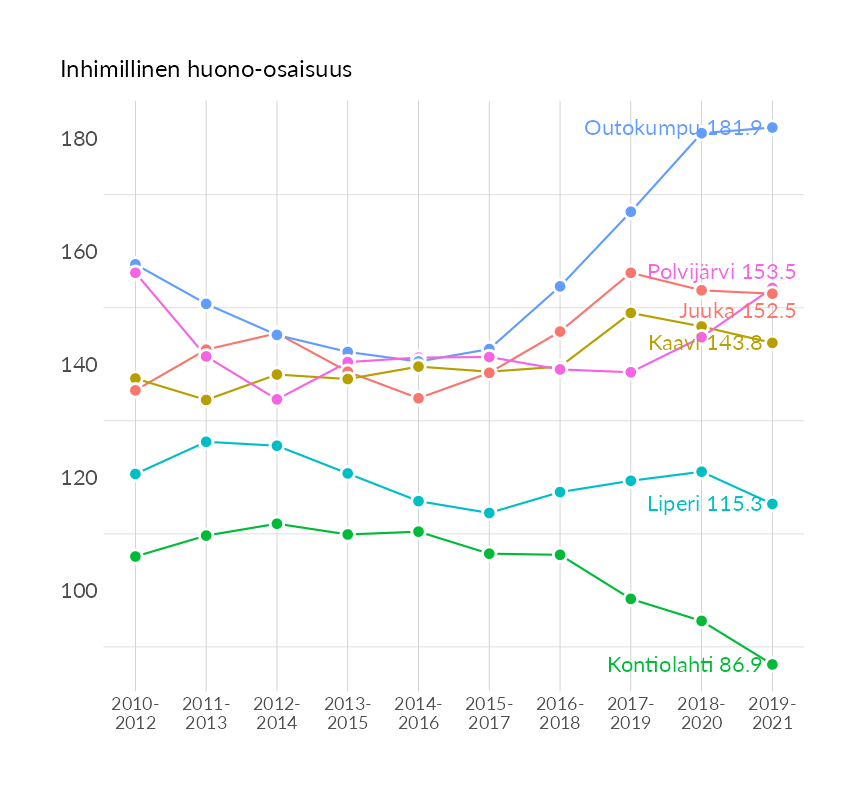 Inhimillinen huono-osaisuus
180
160
140
120
100
Outokumpu 181.9
Polvijärvi 153.5
Juuka 152.5
Kaavi 143.8
Liperi 115.3
Kontiolahti 86.9
2010- 2011- 2012- 2013- 2014- 2015- 2016- 2017- 2018- 2019-
2012 2013 2014 2015 2016 2017 2018 2019 2020 2021